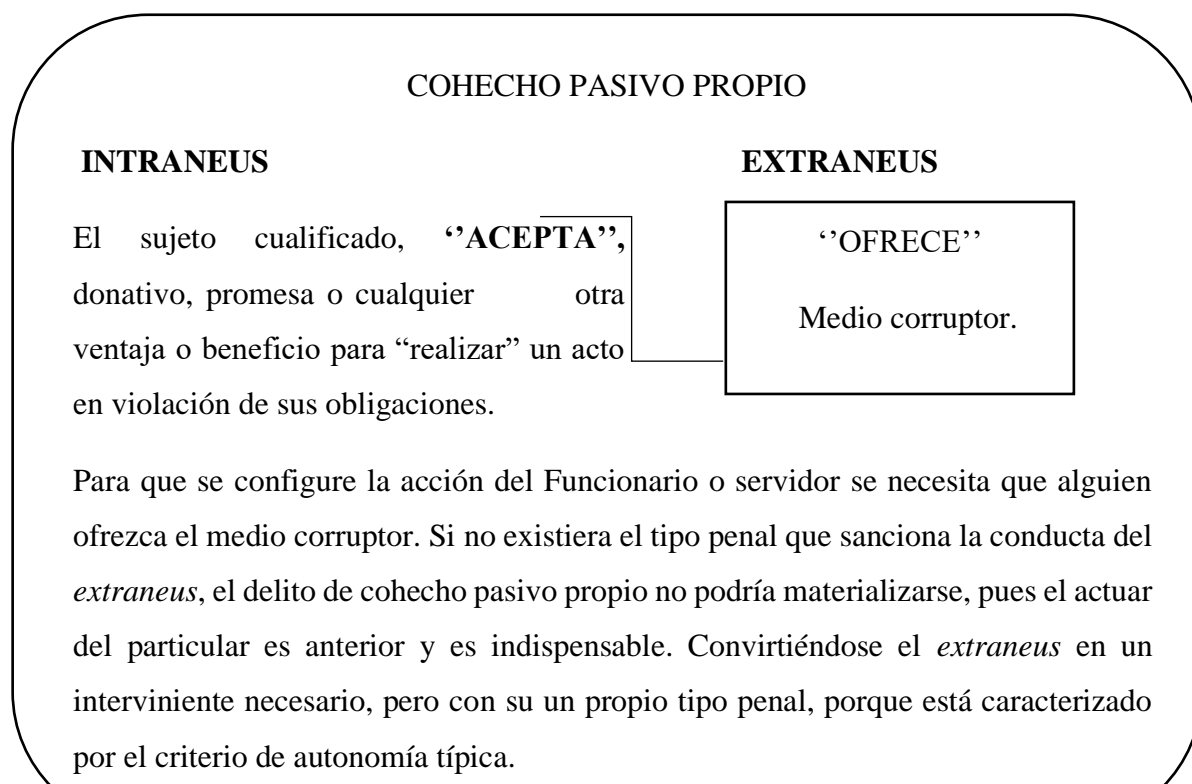 COHECHO PASIVO PROPIO
INTRANEUS
El sujeto cualificado, ‘’ACEPTA’’,
donativo, promesa o cualquier otra
ventaja o beneficio para “realizar” un acto
en violación de sus obligaciones.
EXTRANEUS
‘’OFRECE’’
Medio corruptor.
Para que se configure la acción del Funcionario o servidor se necesita que alguien
ofrezca el medio corruptor. Si no existiera el tipo penal que sanciona la conducta del
extraneus, el delito de cohecho pasivo propio no podría materializarse, pues el actuar
del particular es anterior y es indispensable. Convirtiéndose el extraneus en un
interviniente necesario, pero con su un propio tipo penal, porque está caracterizado
por el criterio de autonomía típica.